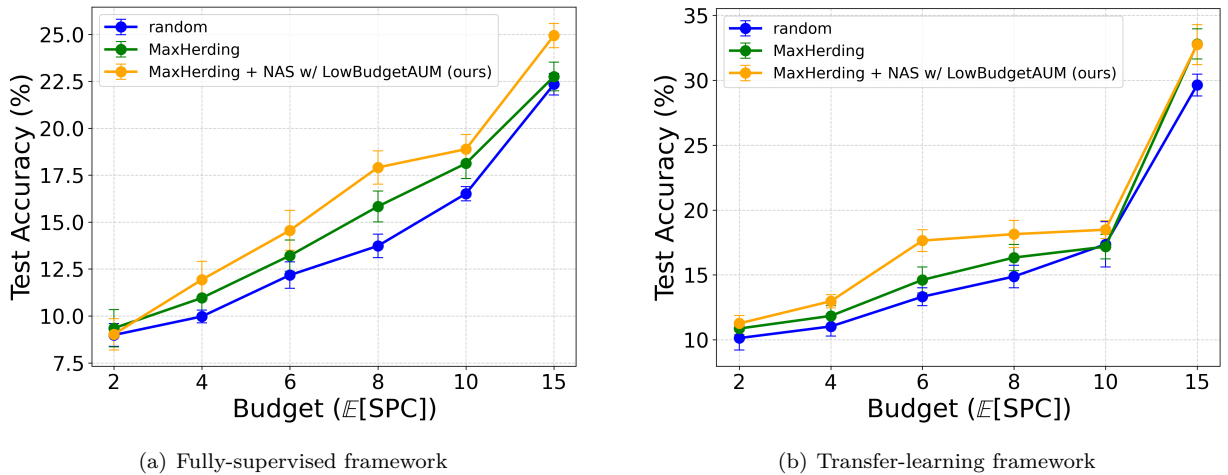 random
MaxHerding
MaxHerding + NAS w/ LowBudgetAUM (ours)
25.0
22.5
20.0
17.5
15.0
12.5
10.0
7.5
Test Accuracy (%)
2 4 6 8 10 15
Budget (𝔼[SPC])
(a) Fully-supervised framework
random
MaxHerding
MaxHerding + NAS w/ LowBudgetAUM (ours)
35
30
25
20
15
10
Test Accuracy (%)
2 4 6 8 10 15
Budget (𝔼[SPC])
(b) Transfer-learning framework